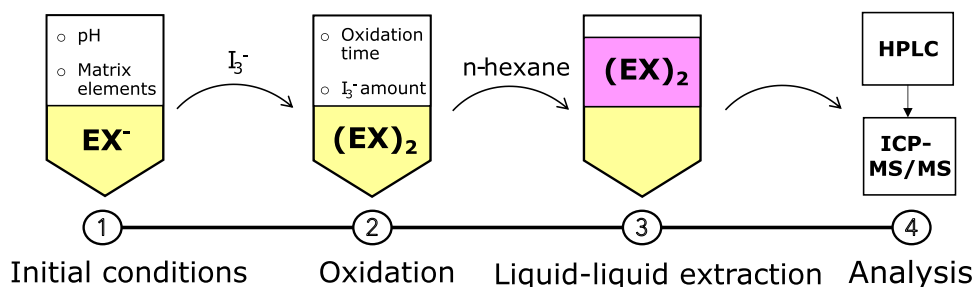 ○ pH
○ Matrix
elements
EX⁻
I₃⁻
○ Oxidation
time
○ I₃⁻ amount
(EX)₂
n-hexane
(EX)₂
HPLC
ICP-
MS/MS
1
2
3
4
Initial conditions
Oxidation
Liquid-liquid extraction
Analysis